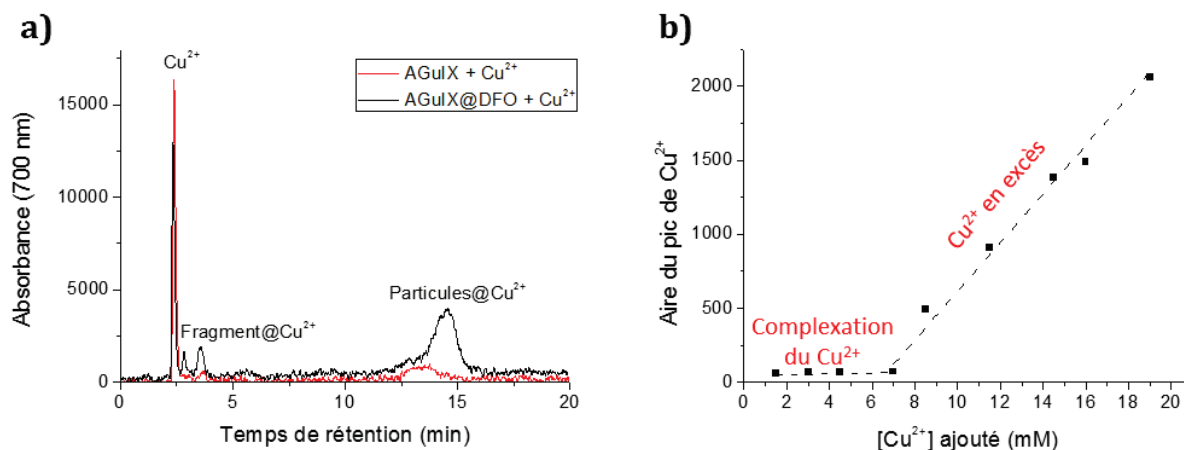 a)
Cu²⁺
AGuIX + Cu²⁺
AGuIX@DFO + Cu²⁺
Fragment@Cu²⁺
Particules@Cu²⁺
Absorbance (700 nm)
15000
10000
5000
0
0 5 10 15 20
Temps de rétention (min)
b)
Aire du pic de Cu²⁺
2000
1500
1000
500
0
Cu²⁺ en excès
Complexation
du Cu²⁺
0 2 4 6 8 10 12 14 16 18 20
[Cu²⁺] ajouté (mM)